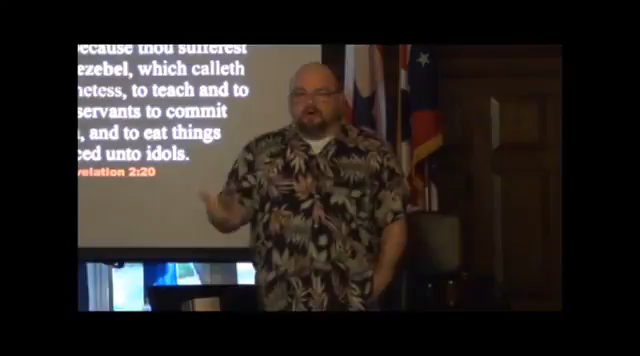 because thou sufferest
ezebel, which calleth
hetess, to teach and to
servants to commit
, and to eat things
ced unto idols.
velation 2:20